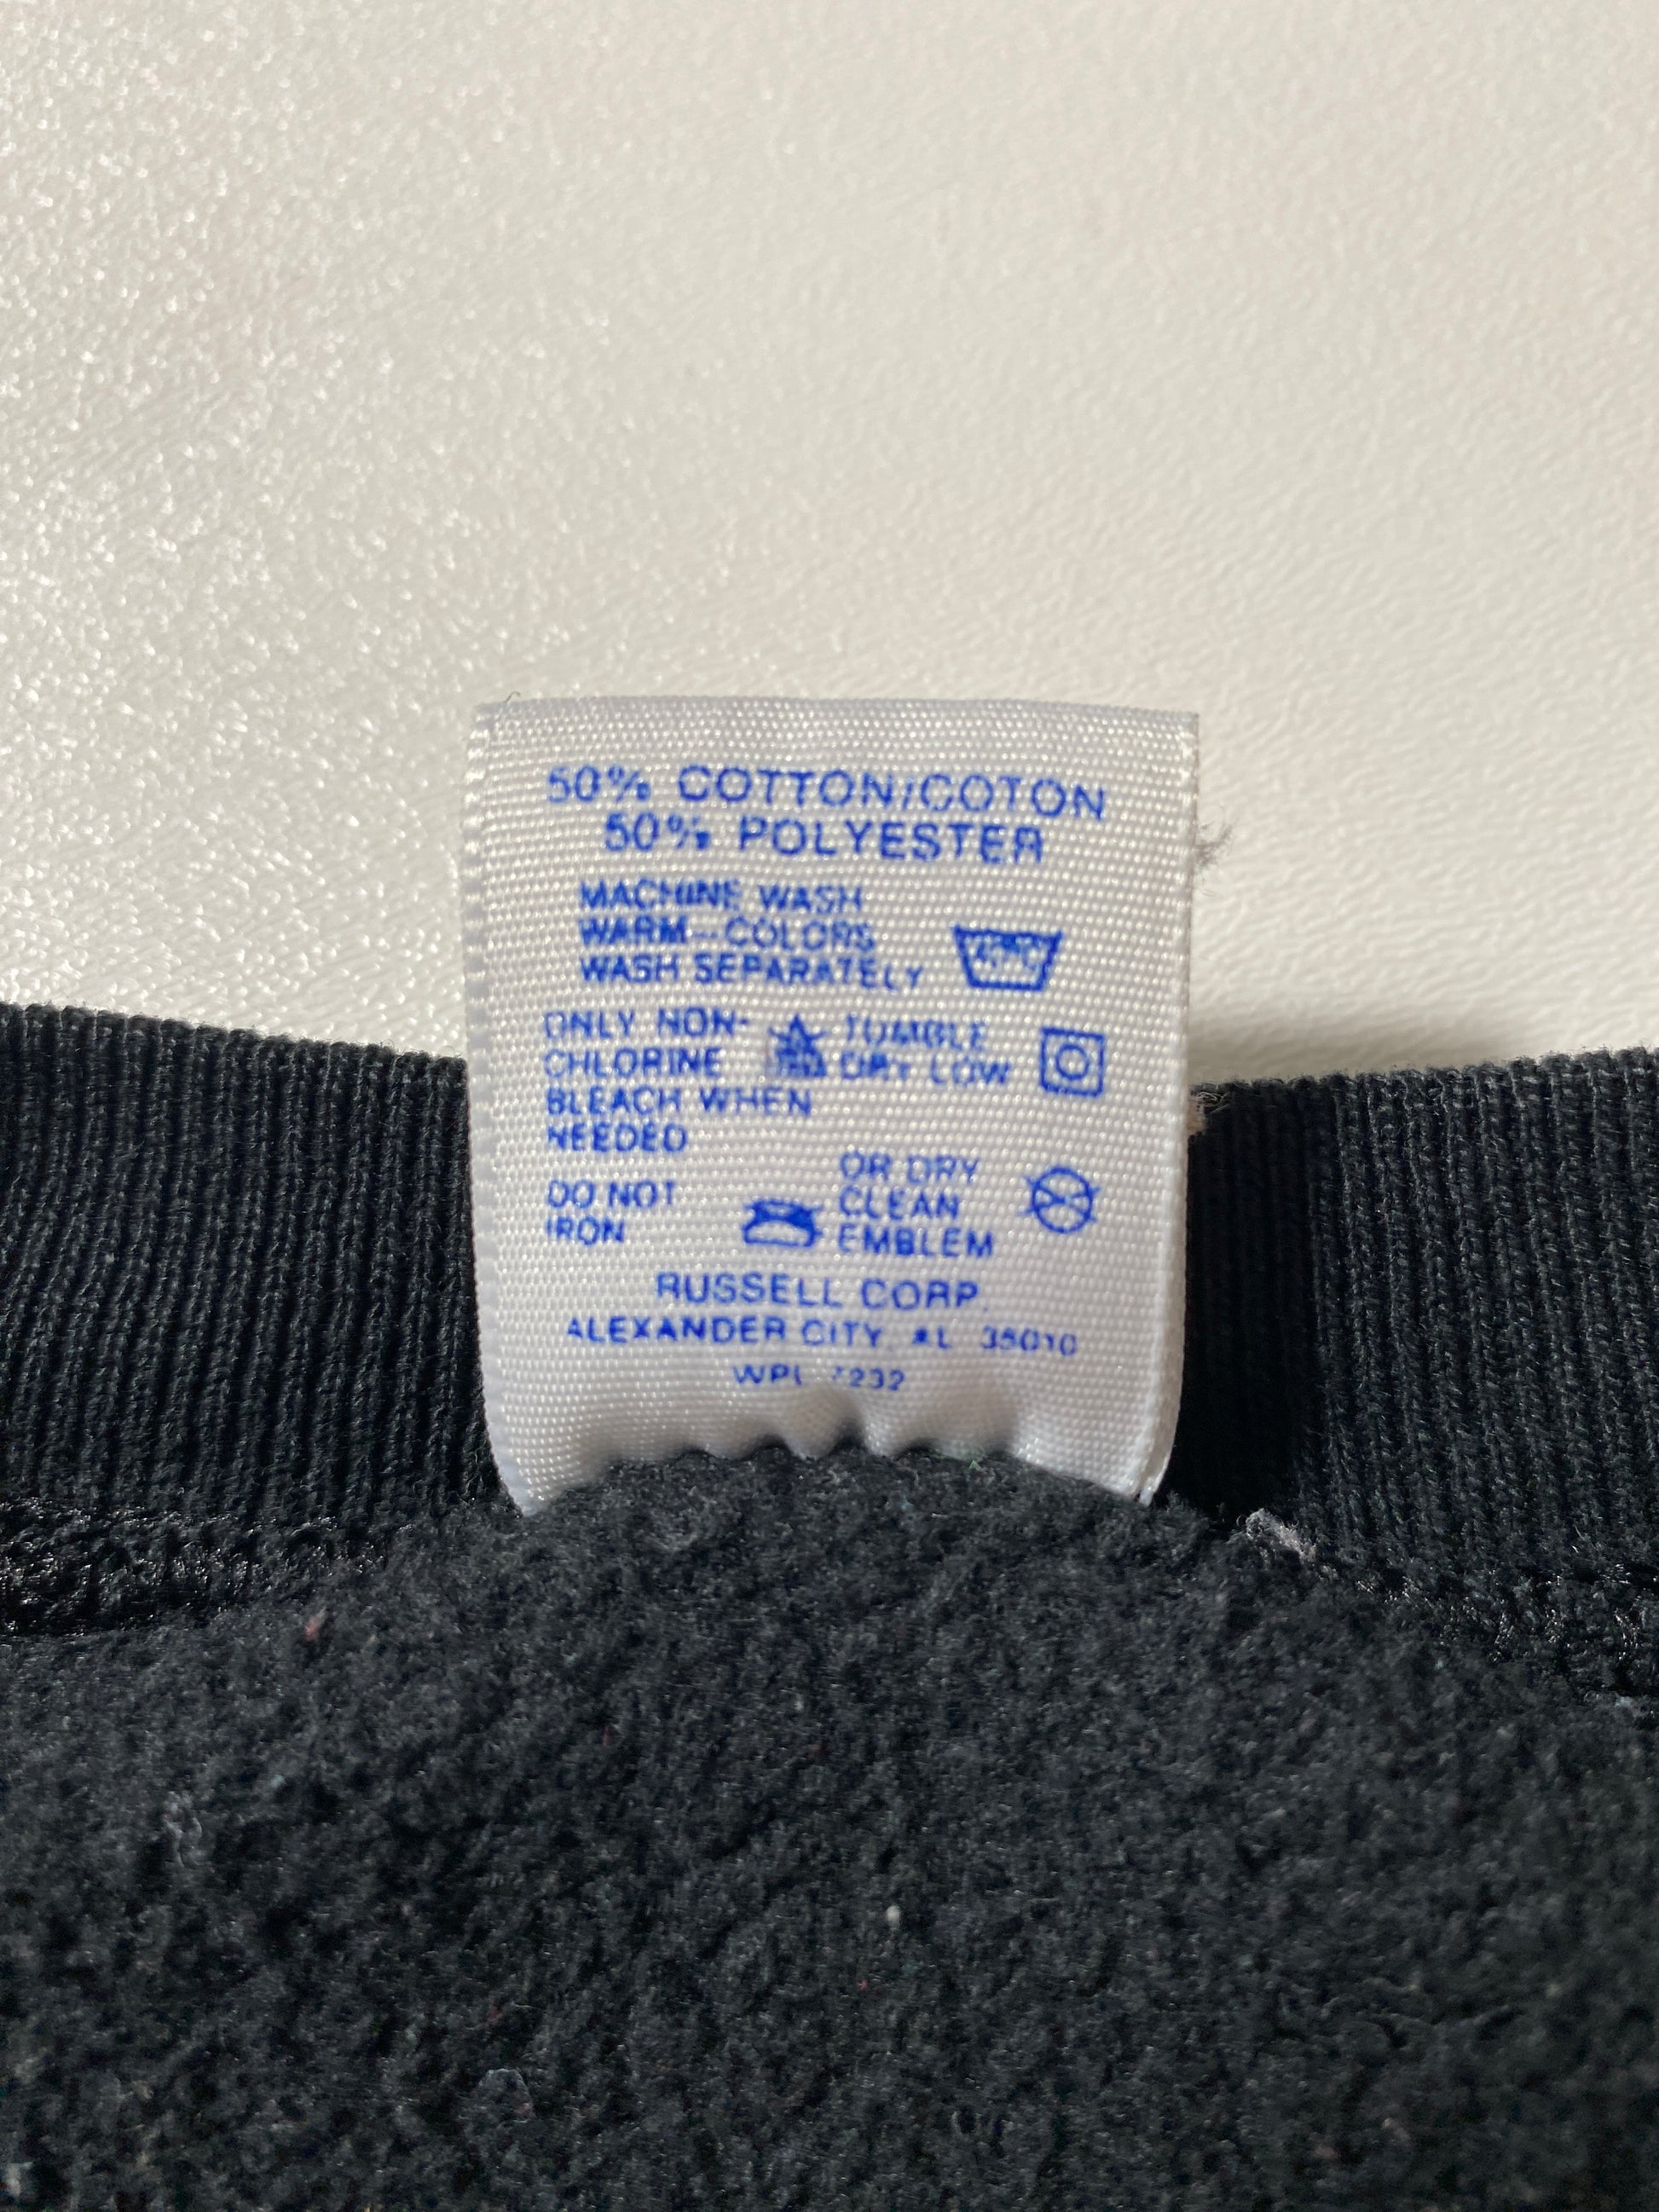 50% COTTON/COTON
50% POLYESTER
MACHINE WASH
WARM--COLORS
WASH SEPARATELY
ONLY NON-
CHLORINE
BLEACH WHEN
NEEDED
TUMBLE
DRY LOW
DO NOT
IRON
OR DRY
CLEAN
EMBLEM
RUSSELL CORP.
ALEXANDER CITY, AL 35010
WPL